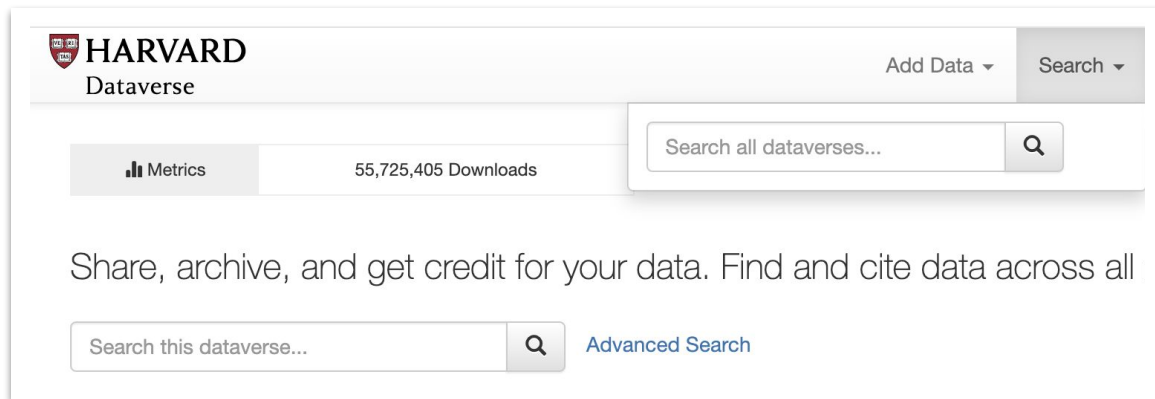 HARVARD
Dataverse
Add Data
Search
Search all dataverses...
Metrics
55,725,405 Downloads
Share, archive, and get credit for your data. Find and cite data across all
Search this dataverse...
Advanced Search